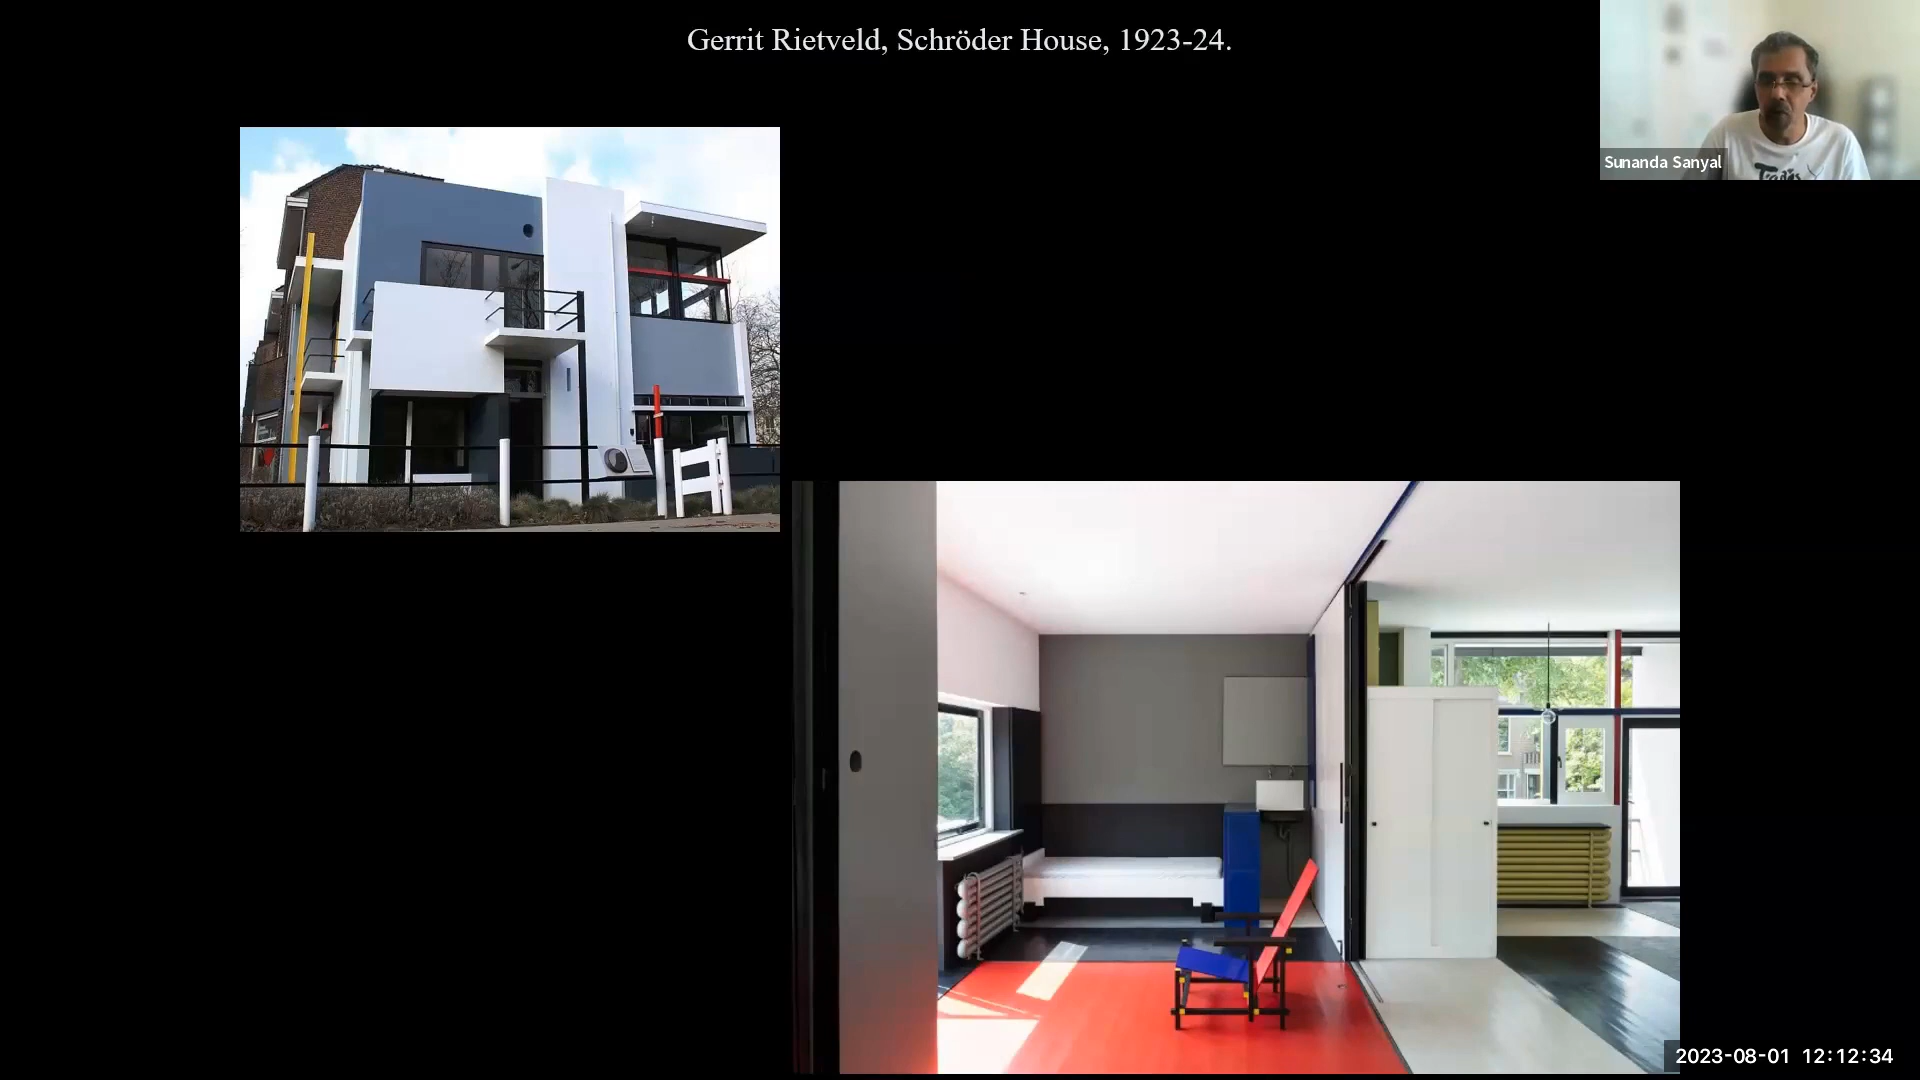 Gerrit Rietveld, Schröder House, 1923-24.
Sunanda Sanyal
2023-08-01 12:12:34